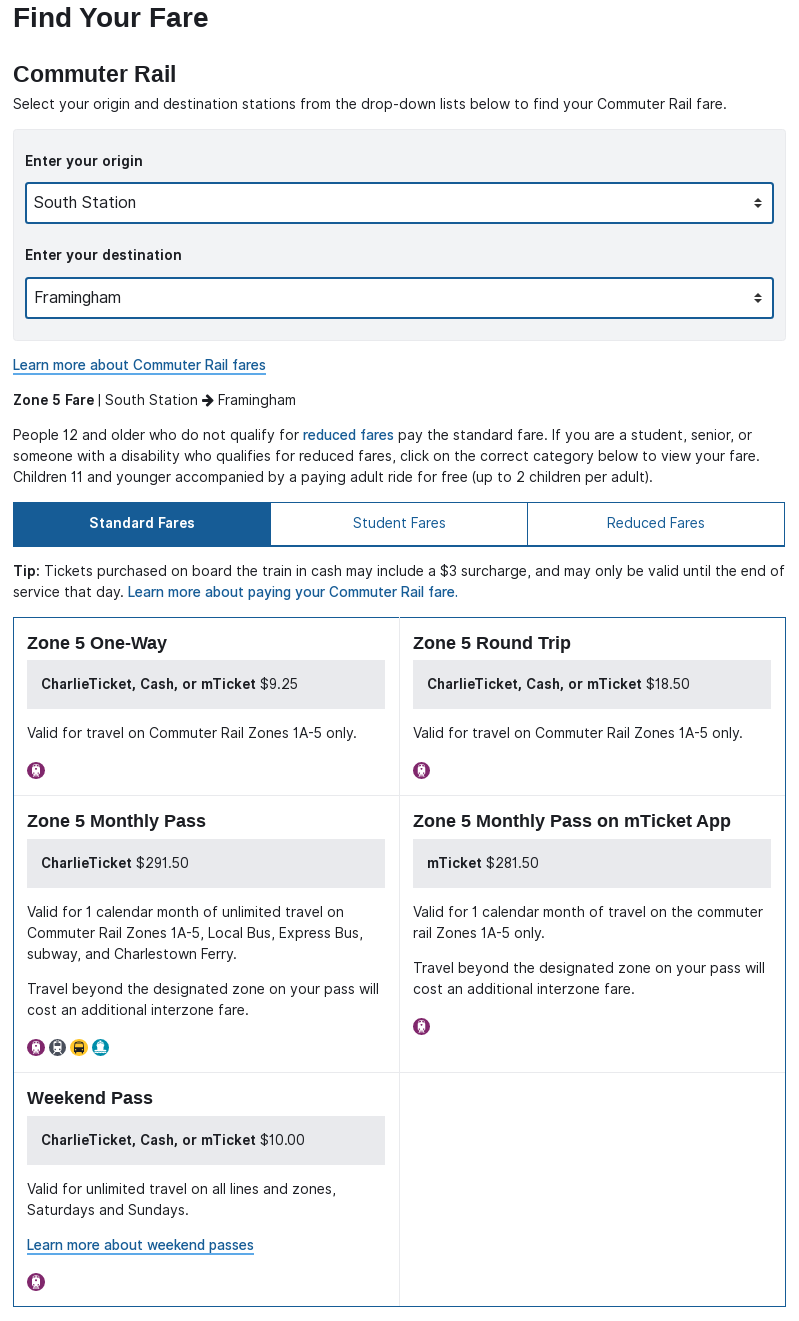 Find Your Fare
Commuter Rail
Select your origin and destination stations from the drop-down lists below to find your Commuter Rail fare.
Enter your origin
South Station
Enter your destination
Framingham
Learn more about Commuter Rail fares
Zone 5 Fare | South Station → Framingham
People 12 and older who do not qualify for reduced fares pay the standard fare. If you are a student, senior, or
someone with a disability who qualifies for reduced fares, click on the correct category below to view your fare.
Children 11 and younger accompanied by a paying adult ride for free (up to 2 children per adult).
Standard Fares
Student Fares
Reduced Fares
Tip: Tickets purchased on board the train in cash may include a $3 surcharge, and may only be valid until the end of
service that day. Learn more about paying your Commuter Rail fare.
Zone 5 One-Way
CharlieTicket, Cash, or mTicket $9.25
Valid for travel on Commuter Rail Zones 1A-5 only.
Zone 5 Round Trip
CharlieTicket, Cash, or mTicket $18.50
Valid for travel on Commuter Rail Zones 1A-5 only.
Zone 5 Monthly Pass
CharlieTicket $291.50
Valid for 1 calendar month of unlimited travel on
Commuter Rail Zones 1A-5, Local Bus, Express Bus,
subway, and Charlestown Ferry.
Travel beyond the designated zone on your pass will
cost an additional interzone fare.
Zone 5 Monthly Pass on mTicket App
mTicket $281.50
Valid for 1 calendar month of travel on the commuter
rail Zones 1A-5 only.
Travel beyond the designated zone on your pass will
cost an additional interzone fare.
Weekend Pass
CharlieTicket, Cash, or mTicket $10.00
Valid for unlimited travel on all lines and zones,
Saturdays and Sundays.
Learn more about weekend passes